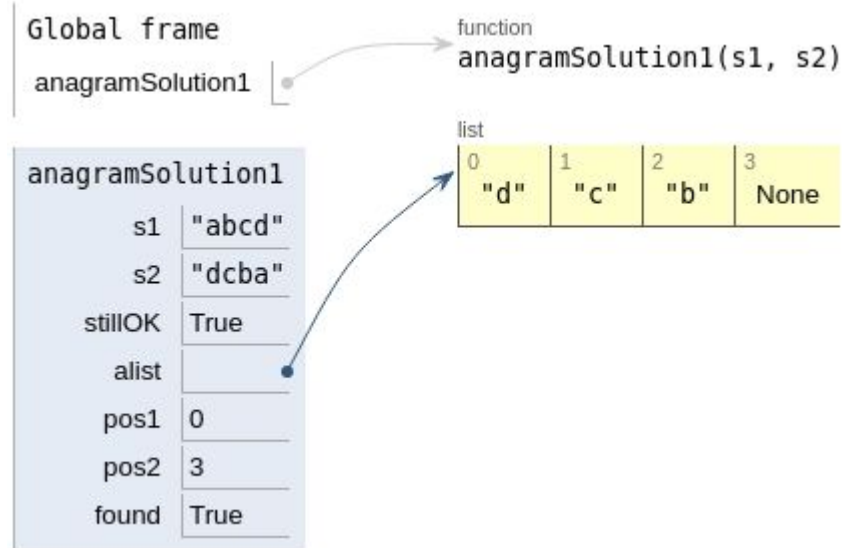 Global frame
anagramSolution1
function
anagramSolution1(s1, s2)
list
0 1 2 3
"d" "c" "b" None
anagramSolution1
s1 "abcd"
s2 "dcba"
stillOK True
alist
pos1 0
pos2 3
found True